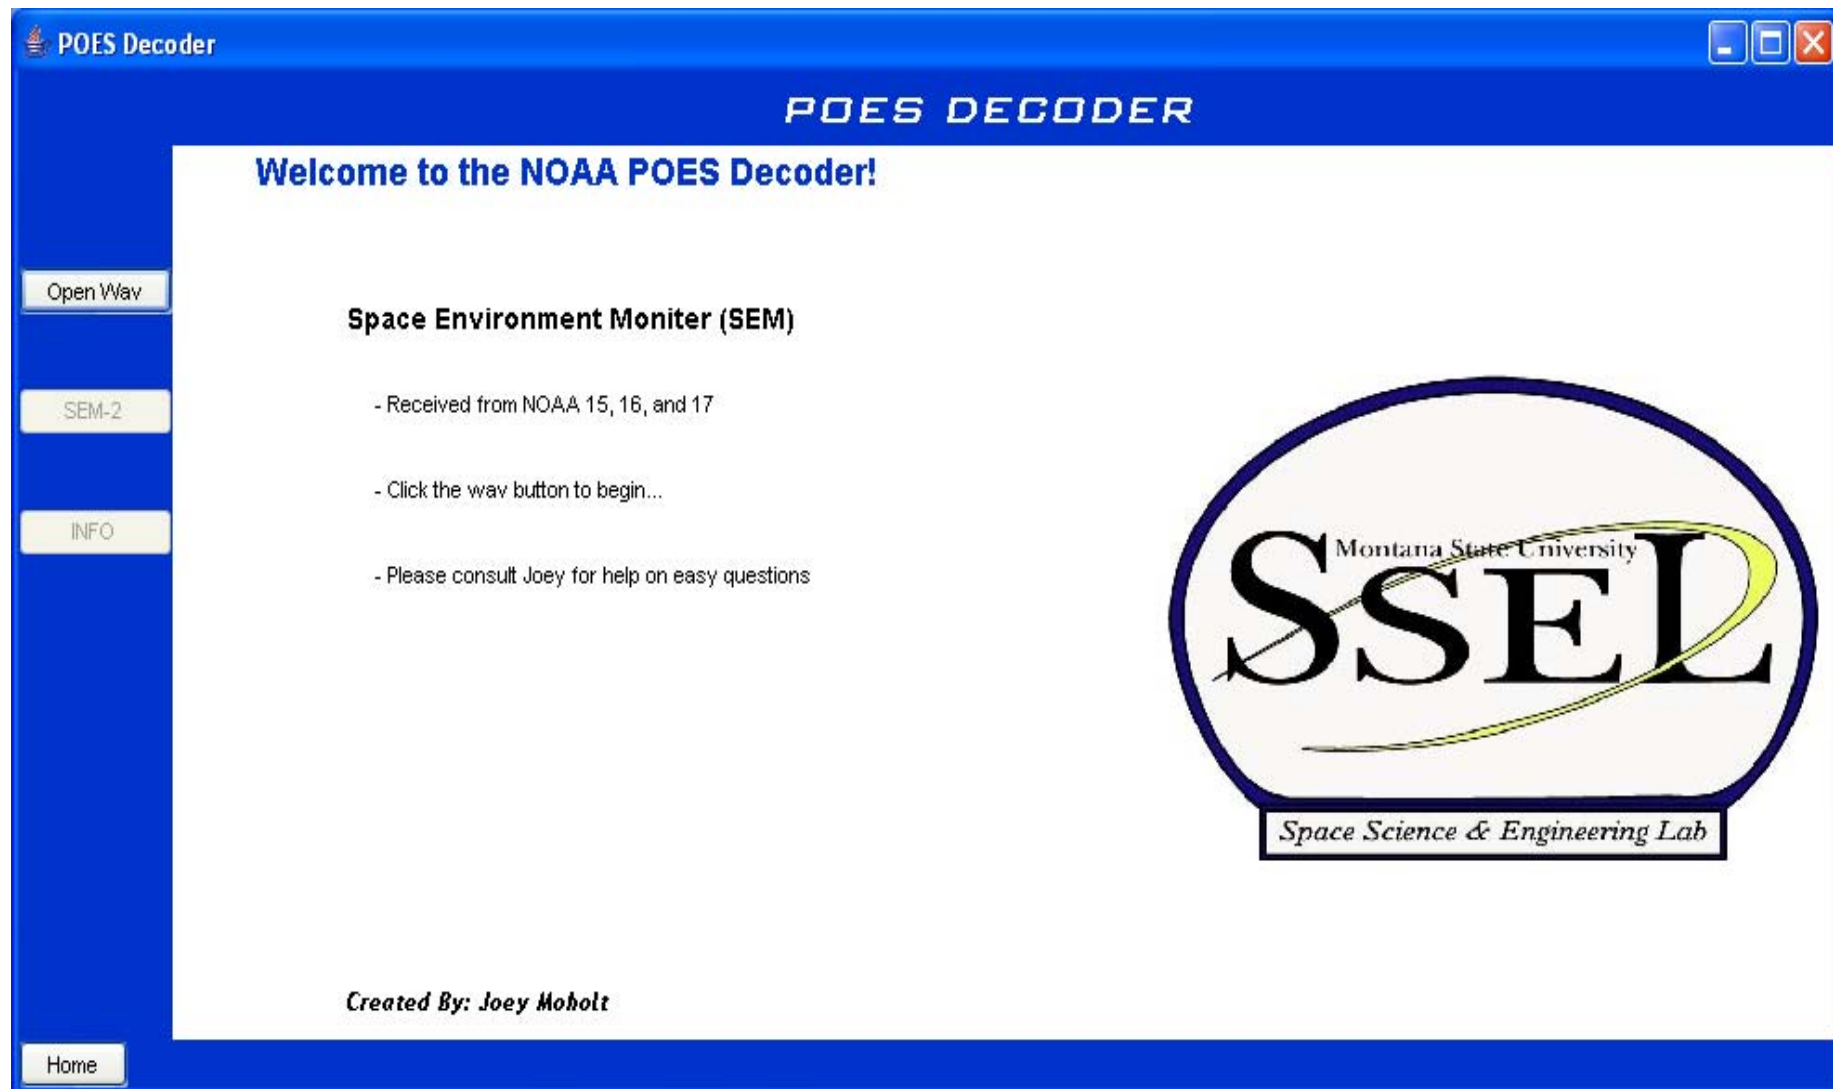 POES Decoder
POES DECODER
Welcome to the NOAA POES Decoder!
Open Wav
Space Environment Moniter (SEM)
SEM-2
- Received from NOAA 15, 16, and 17
- Click the wav button to begin...
INFO
- Please consult Joey for help on easy questions
Montana State University
SSEL
Space Science & Engineering Lab
Created By: Joey Moholt
Home